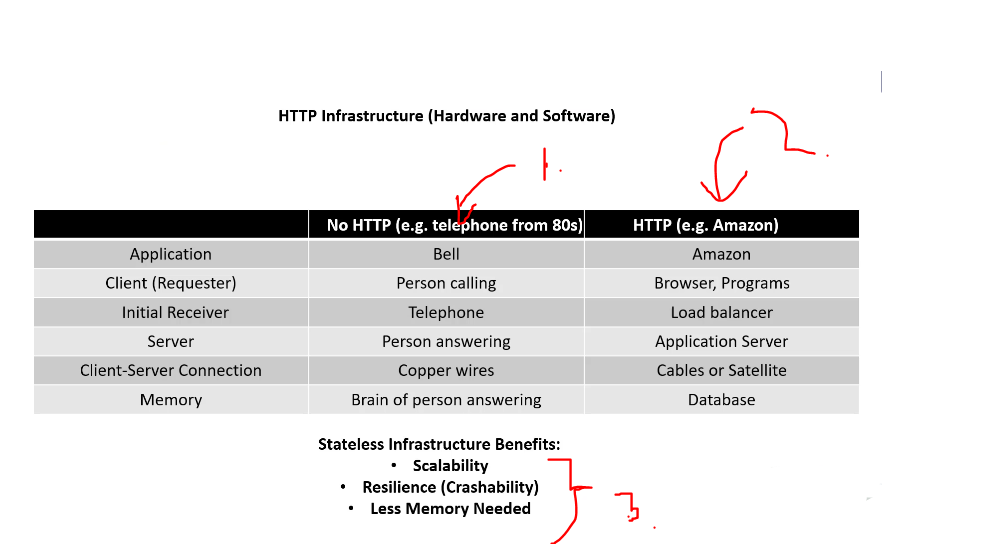 HTTP Infrastructure (Hardware and Software)
1.
2.
No HTTP (e.g. telephone from 80s) HTTP (e.g. Amazon)
Application Bell Amazon
Client (Requester) Person calling Browser, Programs
Initial Receiver Telephone Load balancer
Server Person answering Application Server
Client-Server Connection Copper wires Cables or Satellite
Memory Brain of person answering Database
Stateless Infrastructure Benefits:
• Scalability
• Resilience (Crashability)
• Less Memory Needed
3.